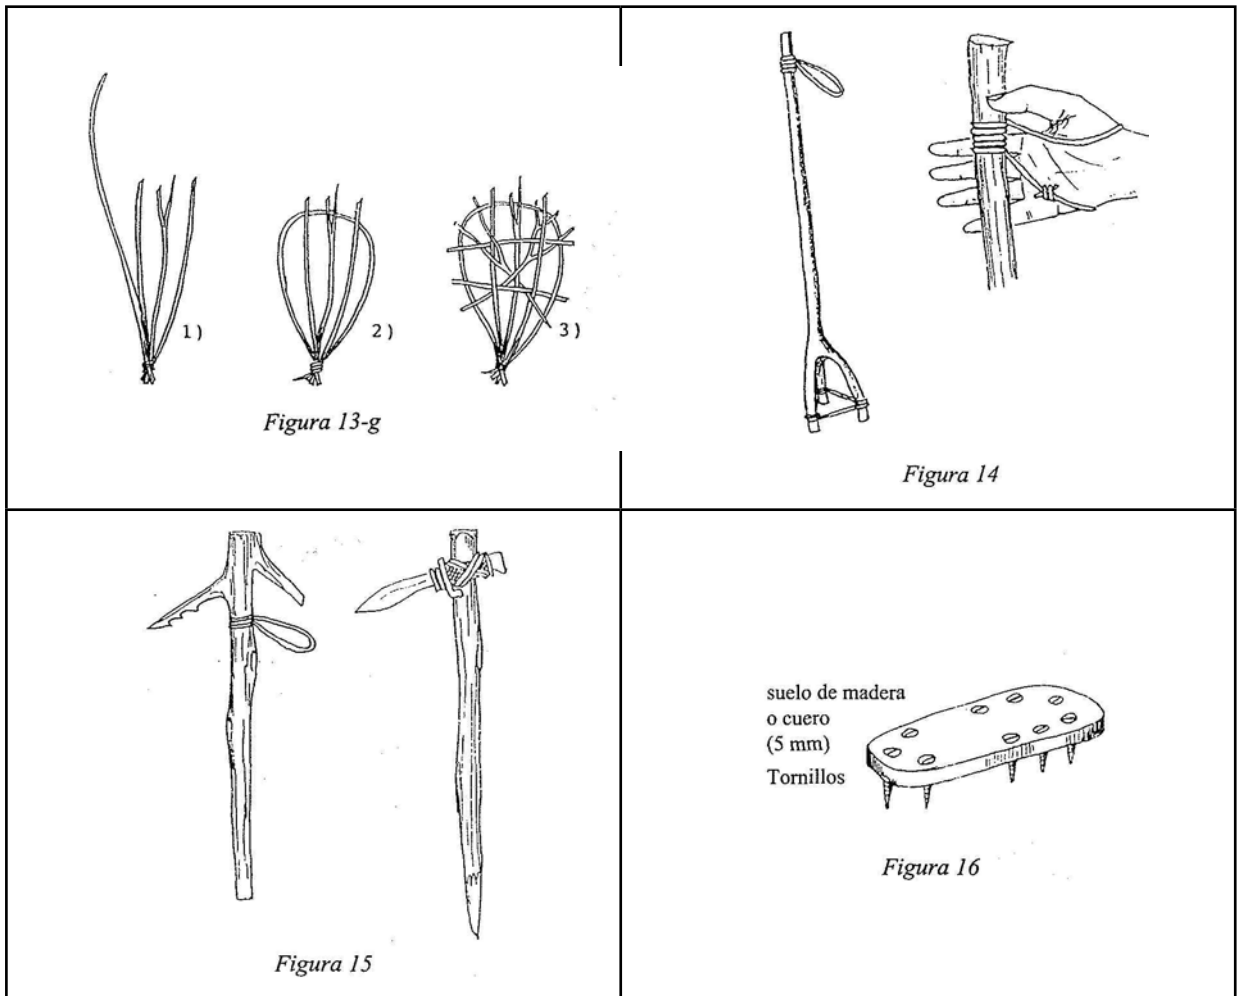 1)
2)
3)
Figura 13-g
Figura 14
Figura 15
suelo de madera
o cuero
(5 mm)
Tornillos
Figura 16